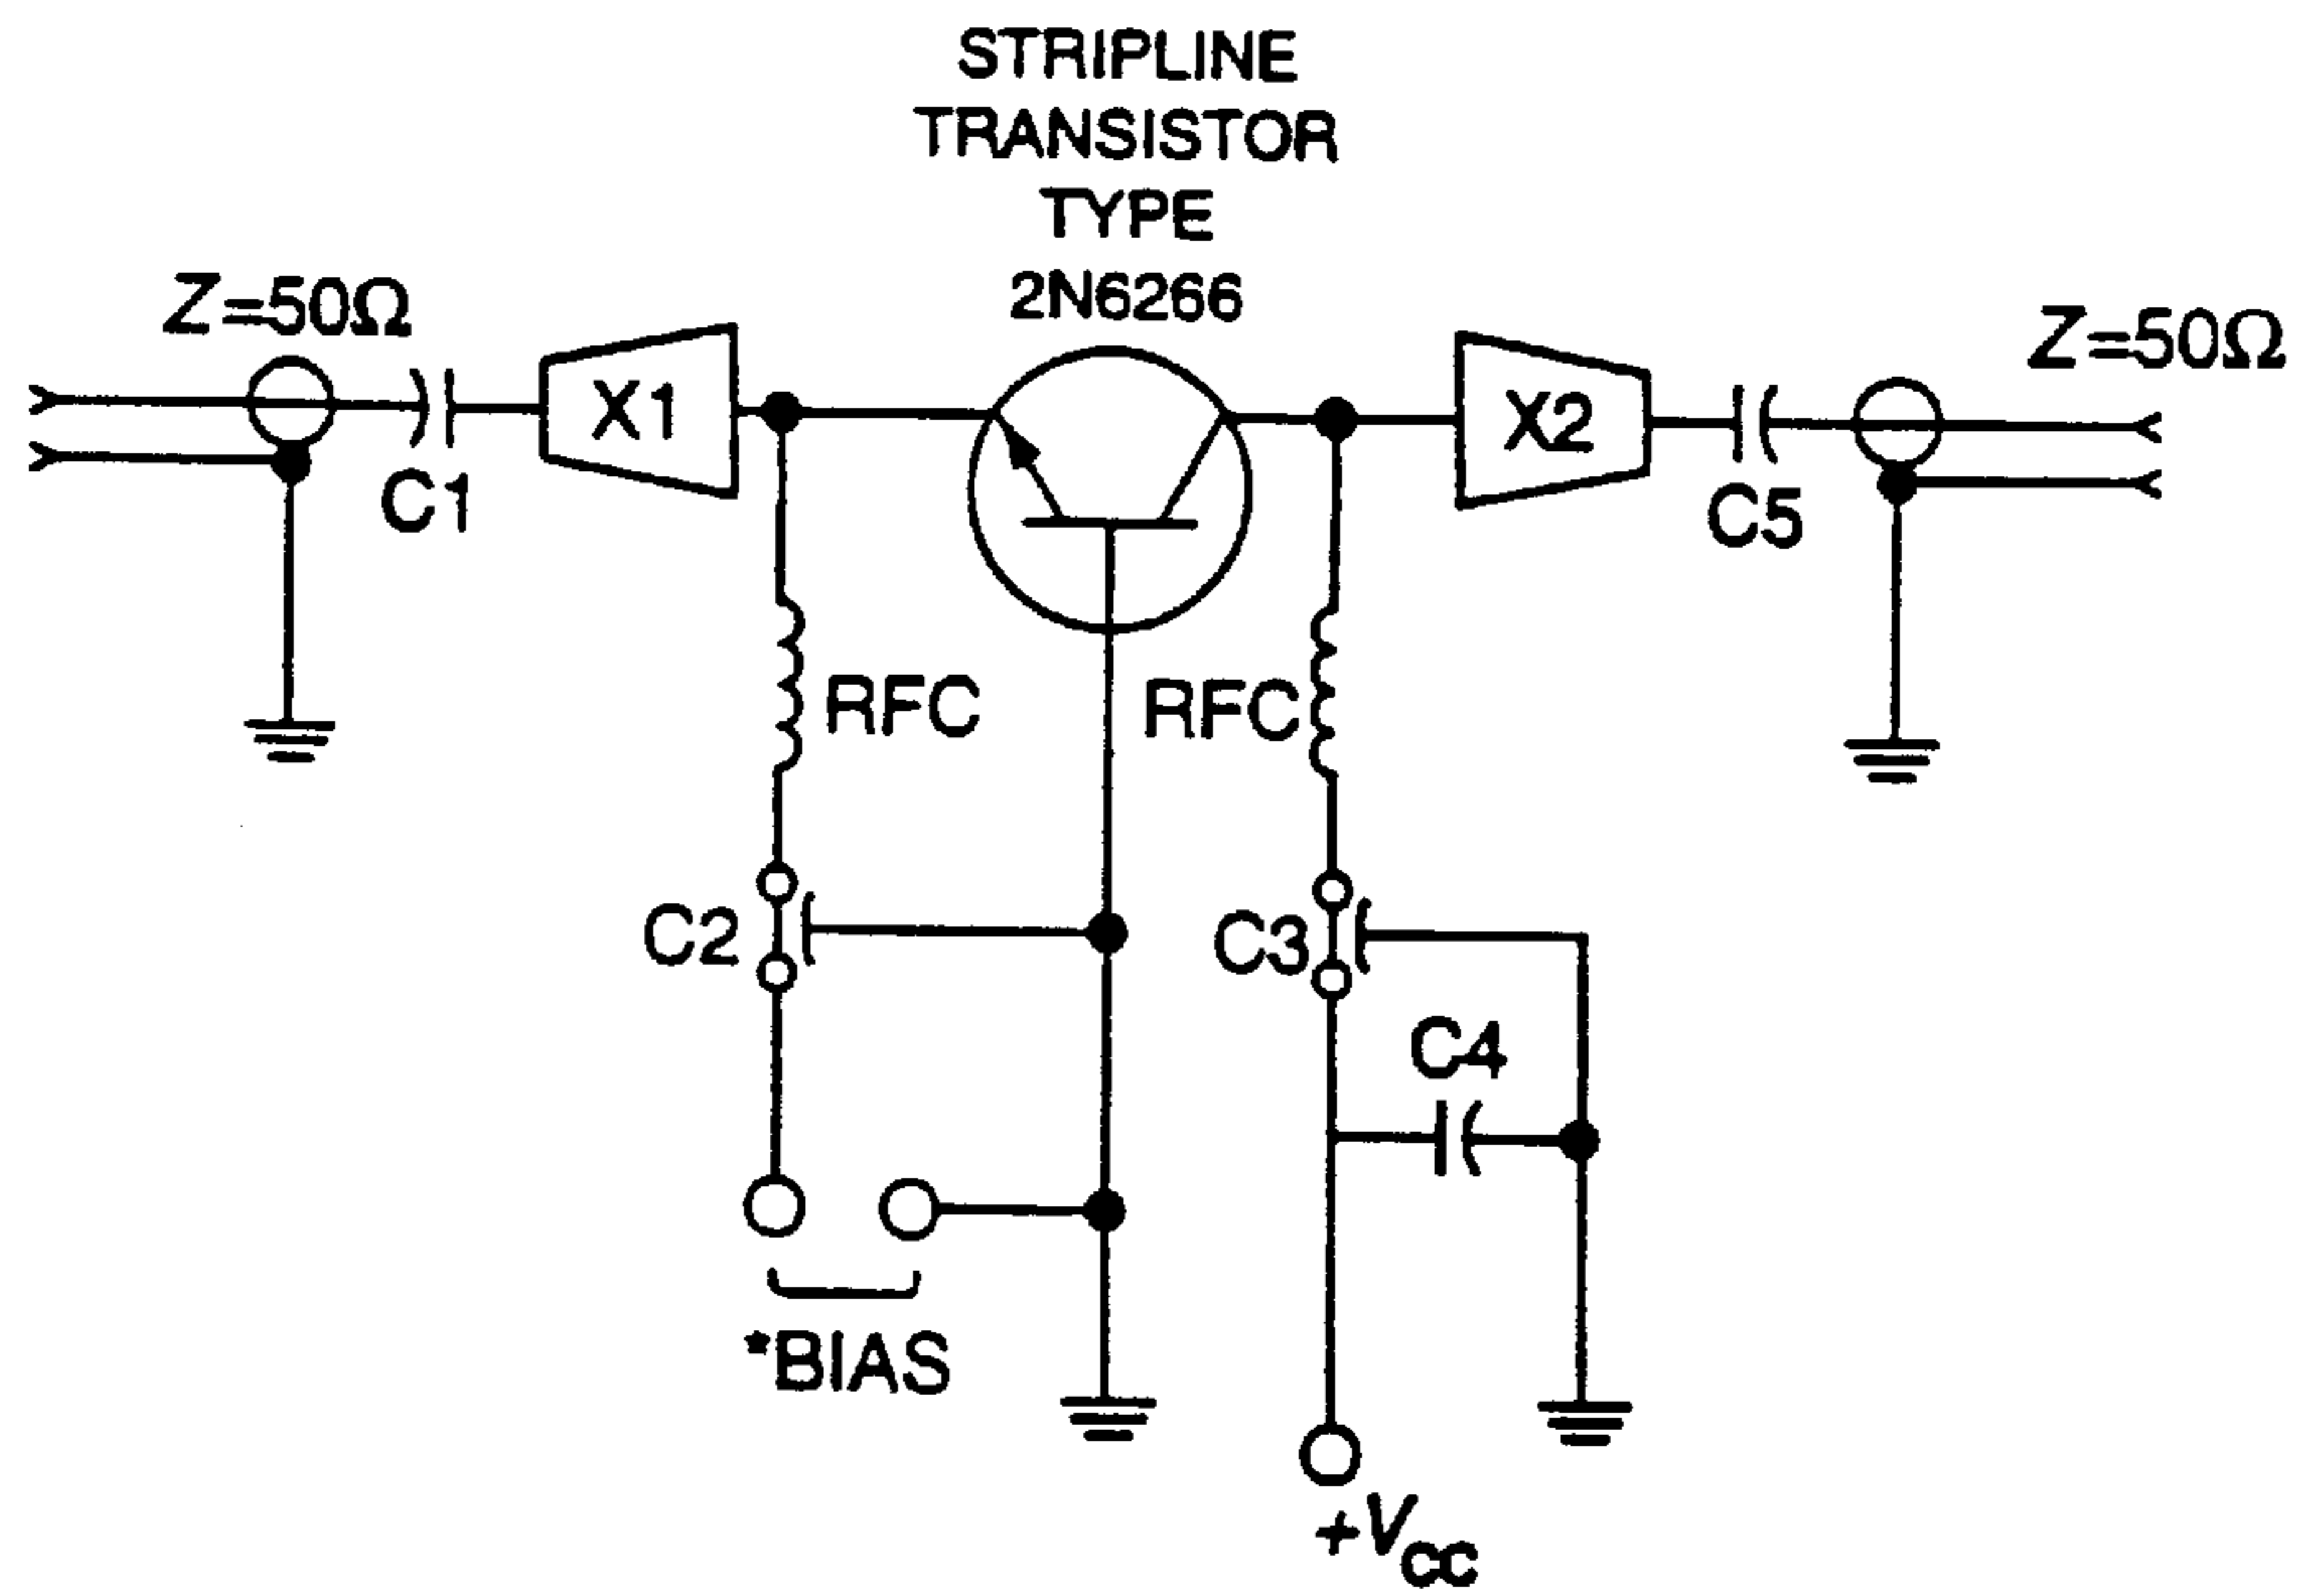 STRIPLINE
TRANSISTOR
TYPE
2N6266
Z=50Ω
Z=50Ω
X1
X2
C1
C5
RFC
RFC
C2
C3
C4
*BIAS
+VCC